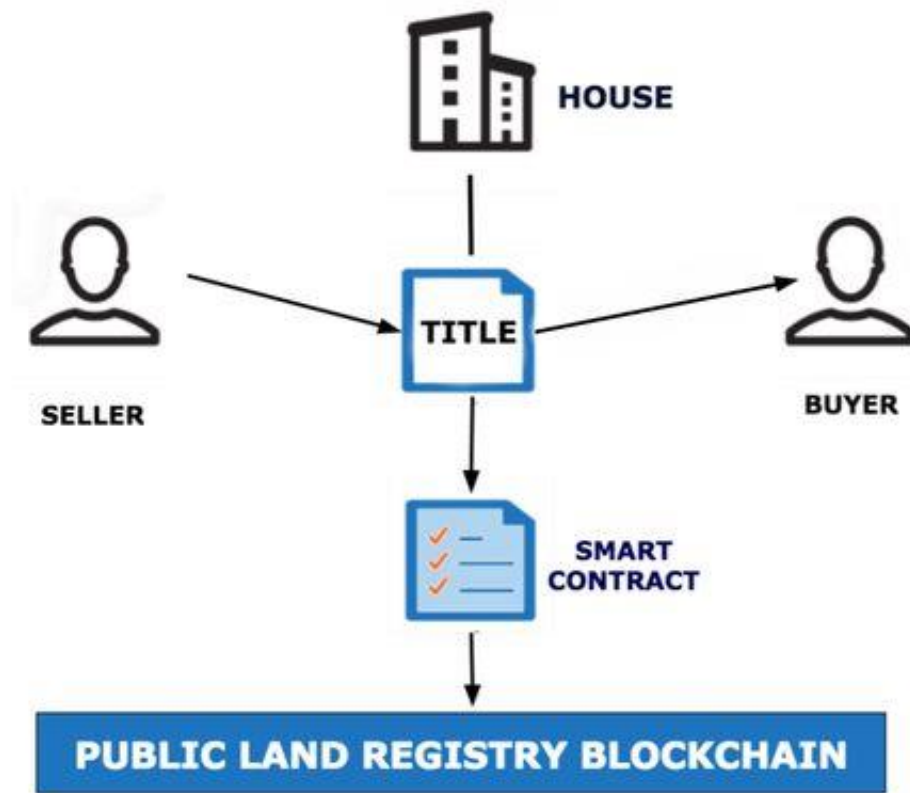 HOUSE
TITLE
SELLER
BUYER
SMART
CONTRACT
PUBLIC LAND REGISTRY BLOCKCHAIN